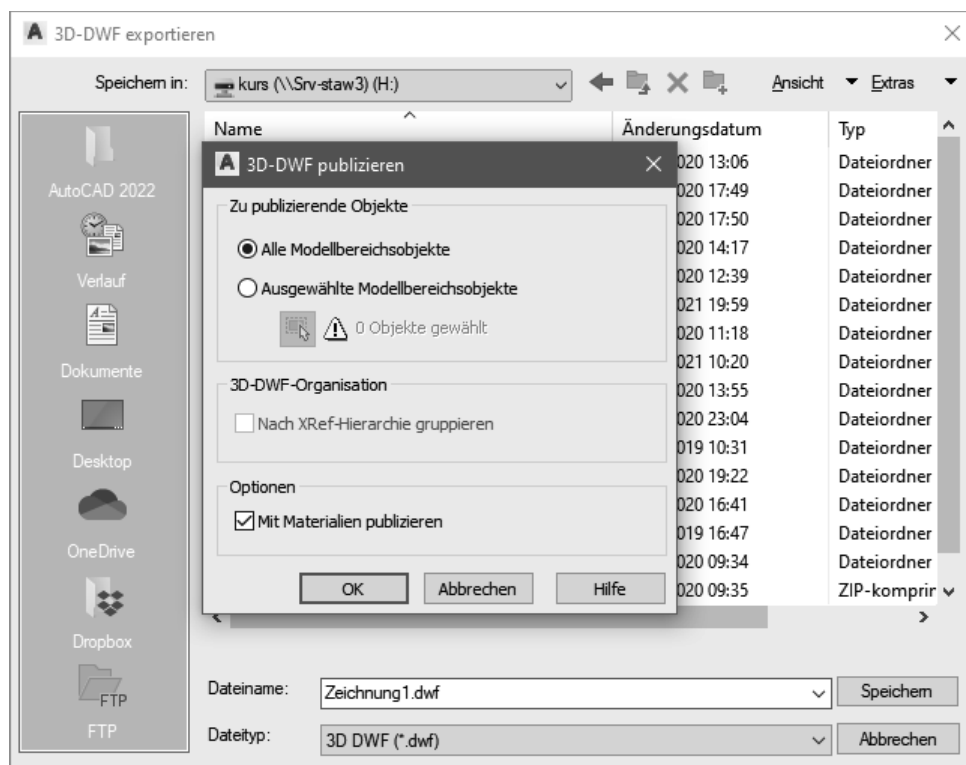 3D-DWF exportieren
Speichern in: kurs (\\Srv-staw3) (H:) Ansicht Extras
Name Änderungsdatum Typ
AutoCAD 2022
Verlauf
Dokumente
Desktop
OneDrive
Dropbox
FTP
FTP
3D-DWF publizieren
Zu publizierende Objekte
Alle Modellbereichsobjekte
Ausgewählte Modellbereichsobjekte
0 Objekte gewählt
3D-DWF-Organisation
Nach XRef-Hierarchie gruppieren
Optionen
Mit Materialien publizieren
OK Abbrechen Hilfe
020 13:06 Dateiordner
020 17:49 Dateiordner
020 17:50 Dateiordner
020 14:17 Dateiordner
020 12:39 Dateiordner
021 19:59 Dateiordner
020 11:18 Dateiordner
021 10:20 Dateiordner
020 13:55 Dateiordner
020 23:04 Dateiordner
019 10:31 Dateiordner
020 19:22 Dateiordner
020 16:41 Dateiordner
019 16:47 Dateiordner
020 09:34 Dateiordner
020 09:35 ZIP-komprir
Dateiname: Zeichnung1.dwf Speichern
Dateityp: 3D DWF (*.dwf) Abbrechen